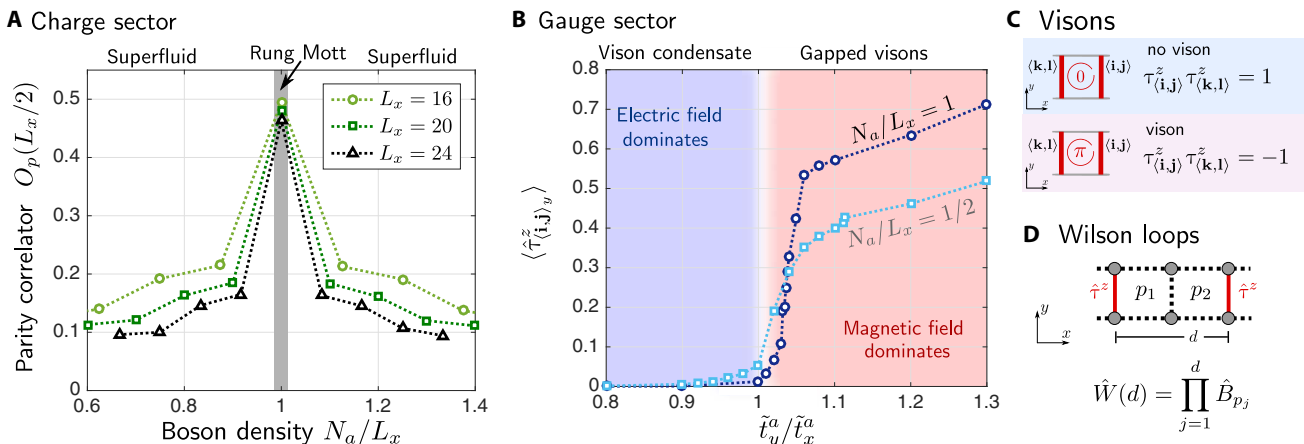 A Charge sector
Superfluid
Rung Mott
Superfluid
Parity correlator O_p(L_x/2)
0.5
0.4
0.3
0.2
0.1
0
L_x = 16
L_x = 20
L_x = 24
0.6
0.8
1
1.2
1.4
Boson density N_a/L_x
B Gauge sector
Vison condensate
Gapped visons
⟨τ̂^z_{⟨i,j⟩_y}⟩
0.8
0.7
0.6
0.5
0.4
0.3
0.2
0.1
0
Electric field
dominates
N_a/L_x = 1
N_a/L_x = 1/2
Magnetic field
dominates
0.8
0.9
1
1.1
1.2
1.3
t̃^a_y/t̃^a_x
C Visons
⟨k,l⟩
0
⟨i,j⟩
y
x
no vison
τ^z_{⟨i,j⟩} τ^z_{⟨k,l⟩} = 1
⟨k,l⟩
π
⟨i,j⟩
y
x
vison
τ^z_{⟨i,j⟩} τ^z_{⟨k,l⟩} = −1
D Wilson loops
τ̂^z p_1 p_2 τ̂^z
y
x
d
Ŵ(d) = ∏_{j=1}^{d} B̂_{p_j}